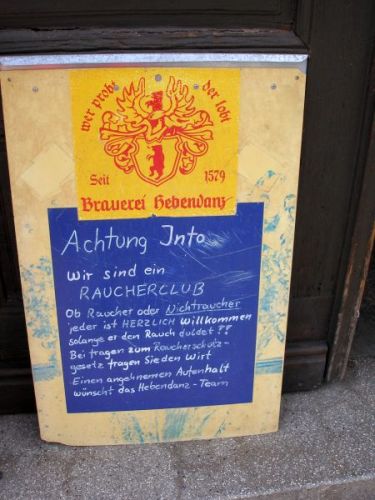 wer probt der lobt
Seit 1579
Brauerei Hebendanz
Achtung Info
Wir sind ein
RAUCHERCLUB
Ob Raucher oder Nichtraucher
jeder ist HERZLICH Willkommen
solange er den Rauch duldet ??
Bei fragen zum Raucherschutz-
gesetz fragen Sie den Wirt
Einen angenehmen Aufenhalt
wünscht das Hebendanz - Team